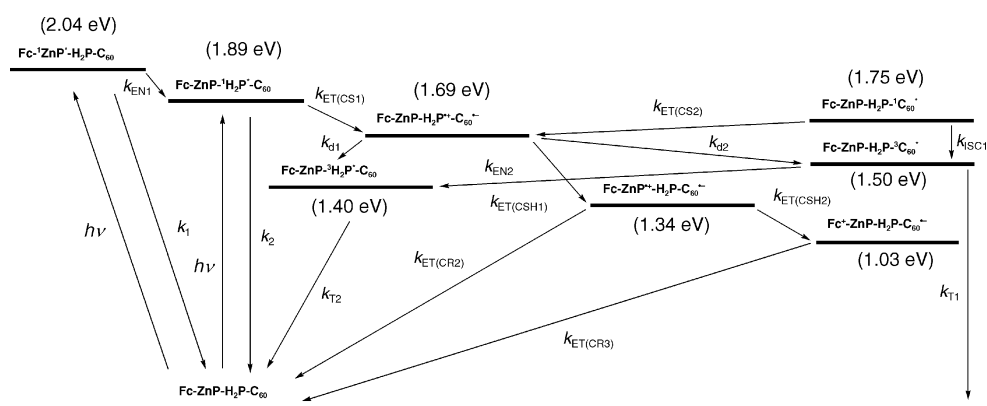 (2.04 eV)
Fc-¹ZnP*-H₂P-C₆₀
k_EN1
(1.89 eV)
Fc-ZnP-¹H₂P*-C₆₀
k_ET(CS1)
(1.69 eV)
Fc-ZnP-H₂P•+-C₆₀•−
k_ET(CS2)
(1.75 eV)
Fc-ZnP-H₂P-¹C₆₀*
k_ISC1
k_d1
k_d2
Fc-ZnP-³H₂P*-C₆₀
(1.40 eV)
k_EN2
Fc-ZnP-H₂P-³C₆₀*
(1.50 eV)
k_ET(CSH1)
Fc-ZnP•+-H₂P-C₆₀•−
(1.34 eV)
k_ET(CSH2)
Fc⁺-ZnP-H₂P-C₆₀•−
(1.03 eV)
hν
k₁
hν
k₂
k_T2
k_ET(CR2)
k_ET(CR3)
k_T1
Fc-ZnP-H₂P-C₆₀